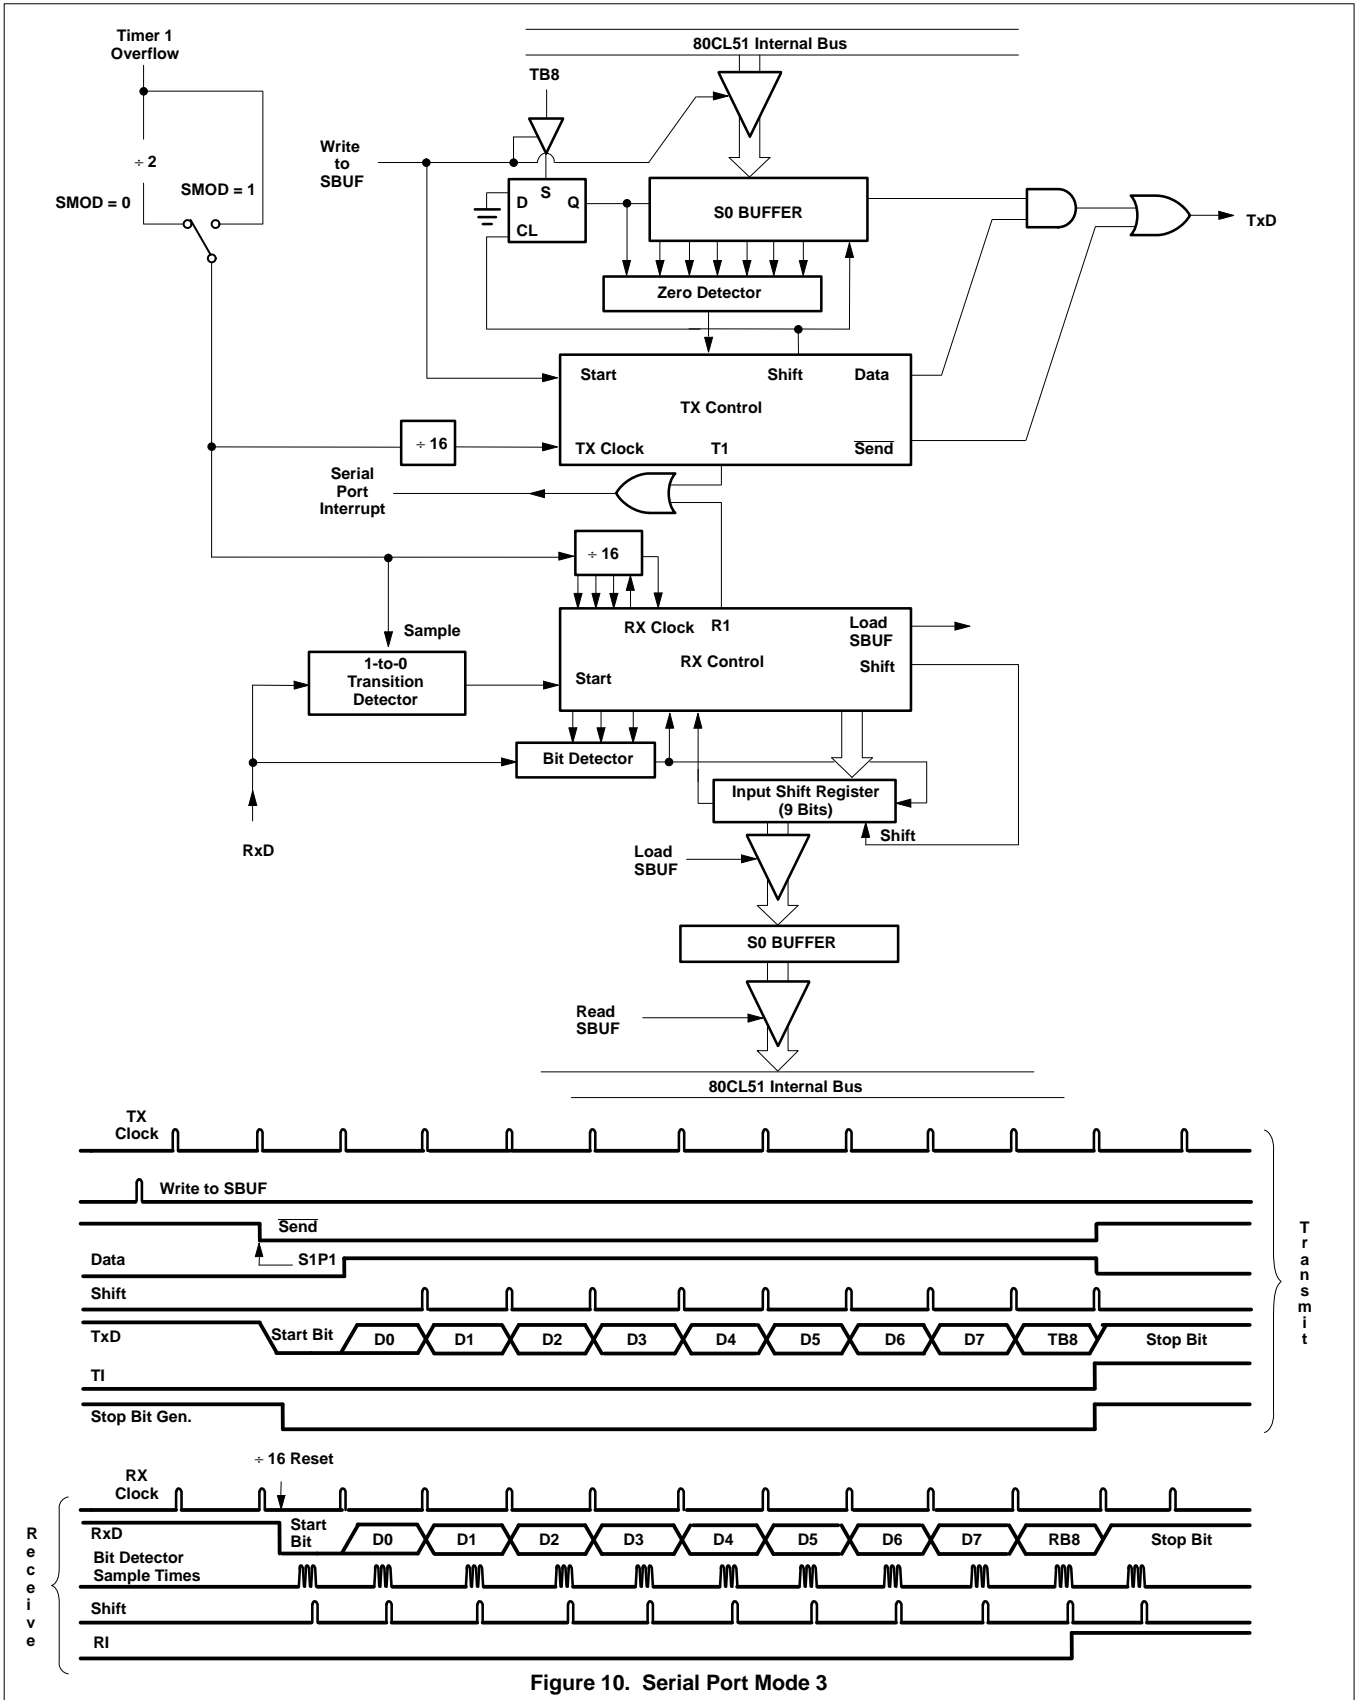 Timer 1
Overflow
80CL51 Internal Bus
TB8
Write
to
SBUF
÷ 2
SMOD = 1
SMOD = 0
S
D
Q
CL
S0 BUFFER
TxD
Zero Detector
Start
Shift
Data
TX Control
÷ 16
TX Clock
T1
Send
Serial
Port
Interrupt
÷ 16
Sample
RX Clock
R1
Load
SBUF
RX Control
Shift
1-to-0
Transition
Detector
Start
Bit Detector
Input Shift Register
(9 Bits)
Shift
RxD
Load
SBUF
S0 BUFFER
Read
SBUF
80CL51 Internal Bus
TX
Clock
Write to SBUF
Send
S1P1
Data
Shift
TxD
Start Bit
D0
D1
D2
D3
D4
D5
D6
D7
TB8
Stop Bit
TI
Stop Bit Gen.
Transmit
÷ 16 Reset
RX
Clock
RxD
Start
Bit
D0
D1
D2
D3
D4
D5
D6
D7
RB8
Stop Bit
Bit Detector
Sample Times
Shift
RI
Receive
Figure 10. Serial Port Mode 3